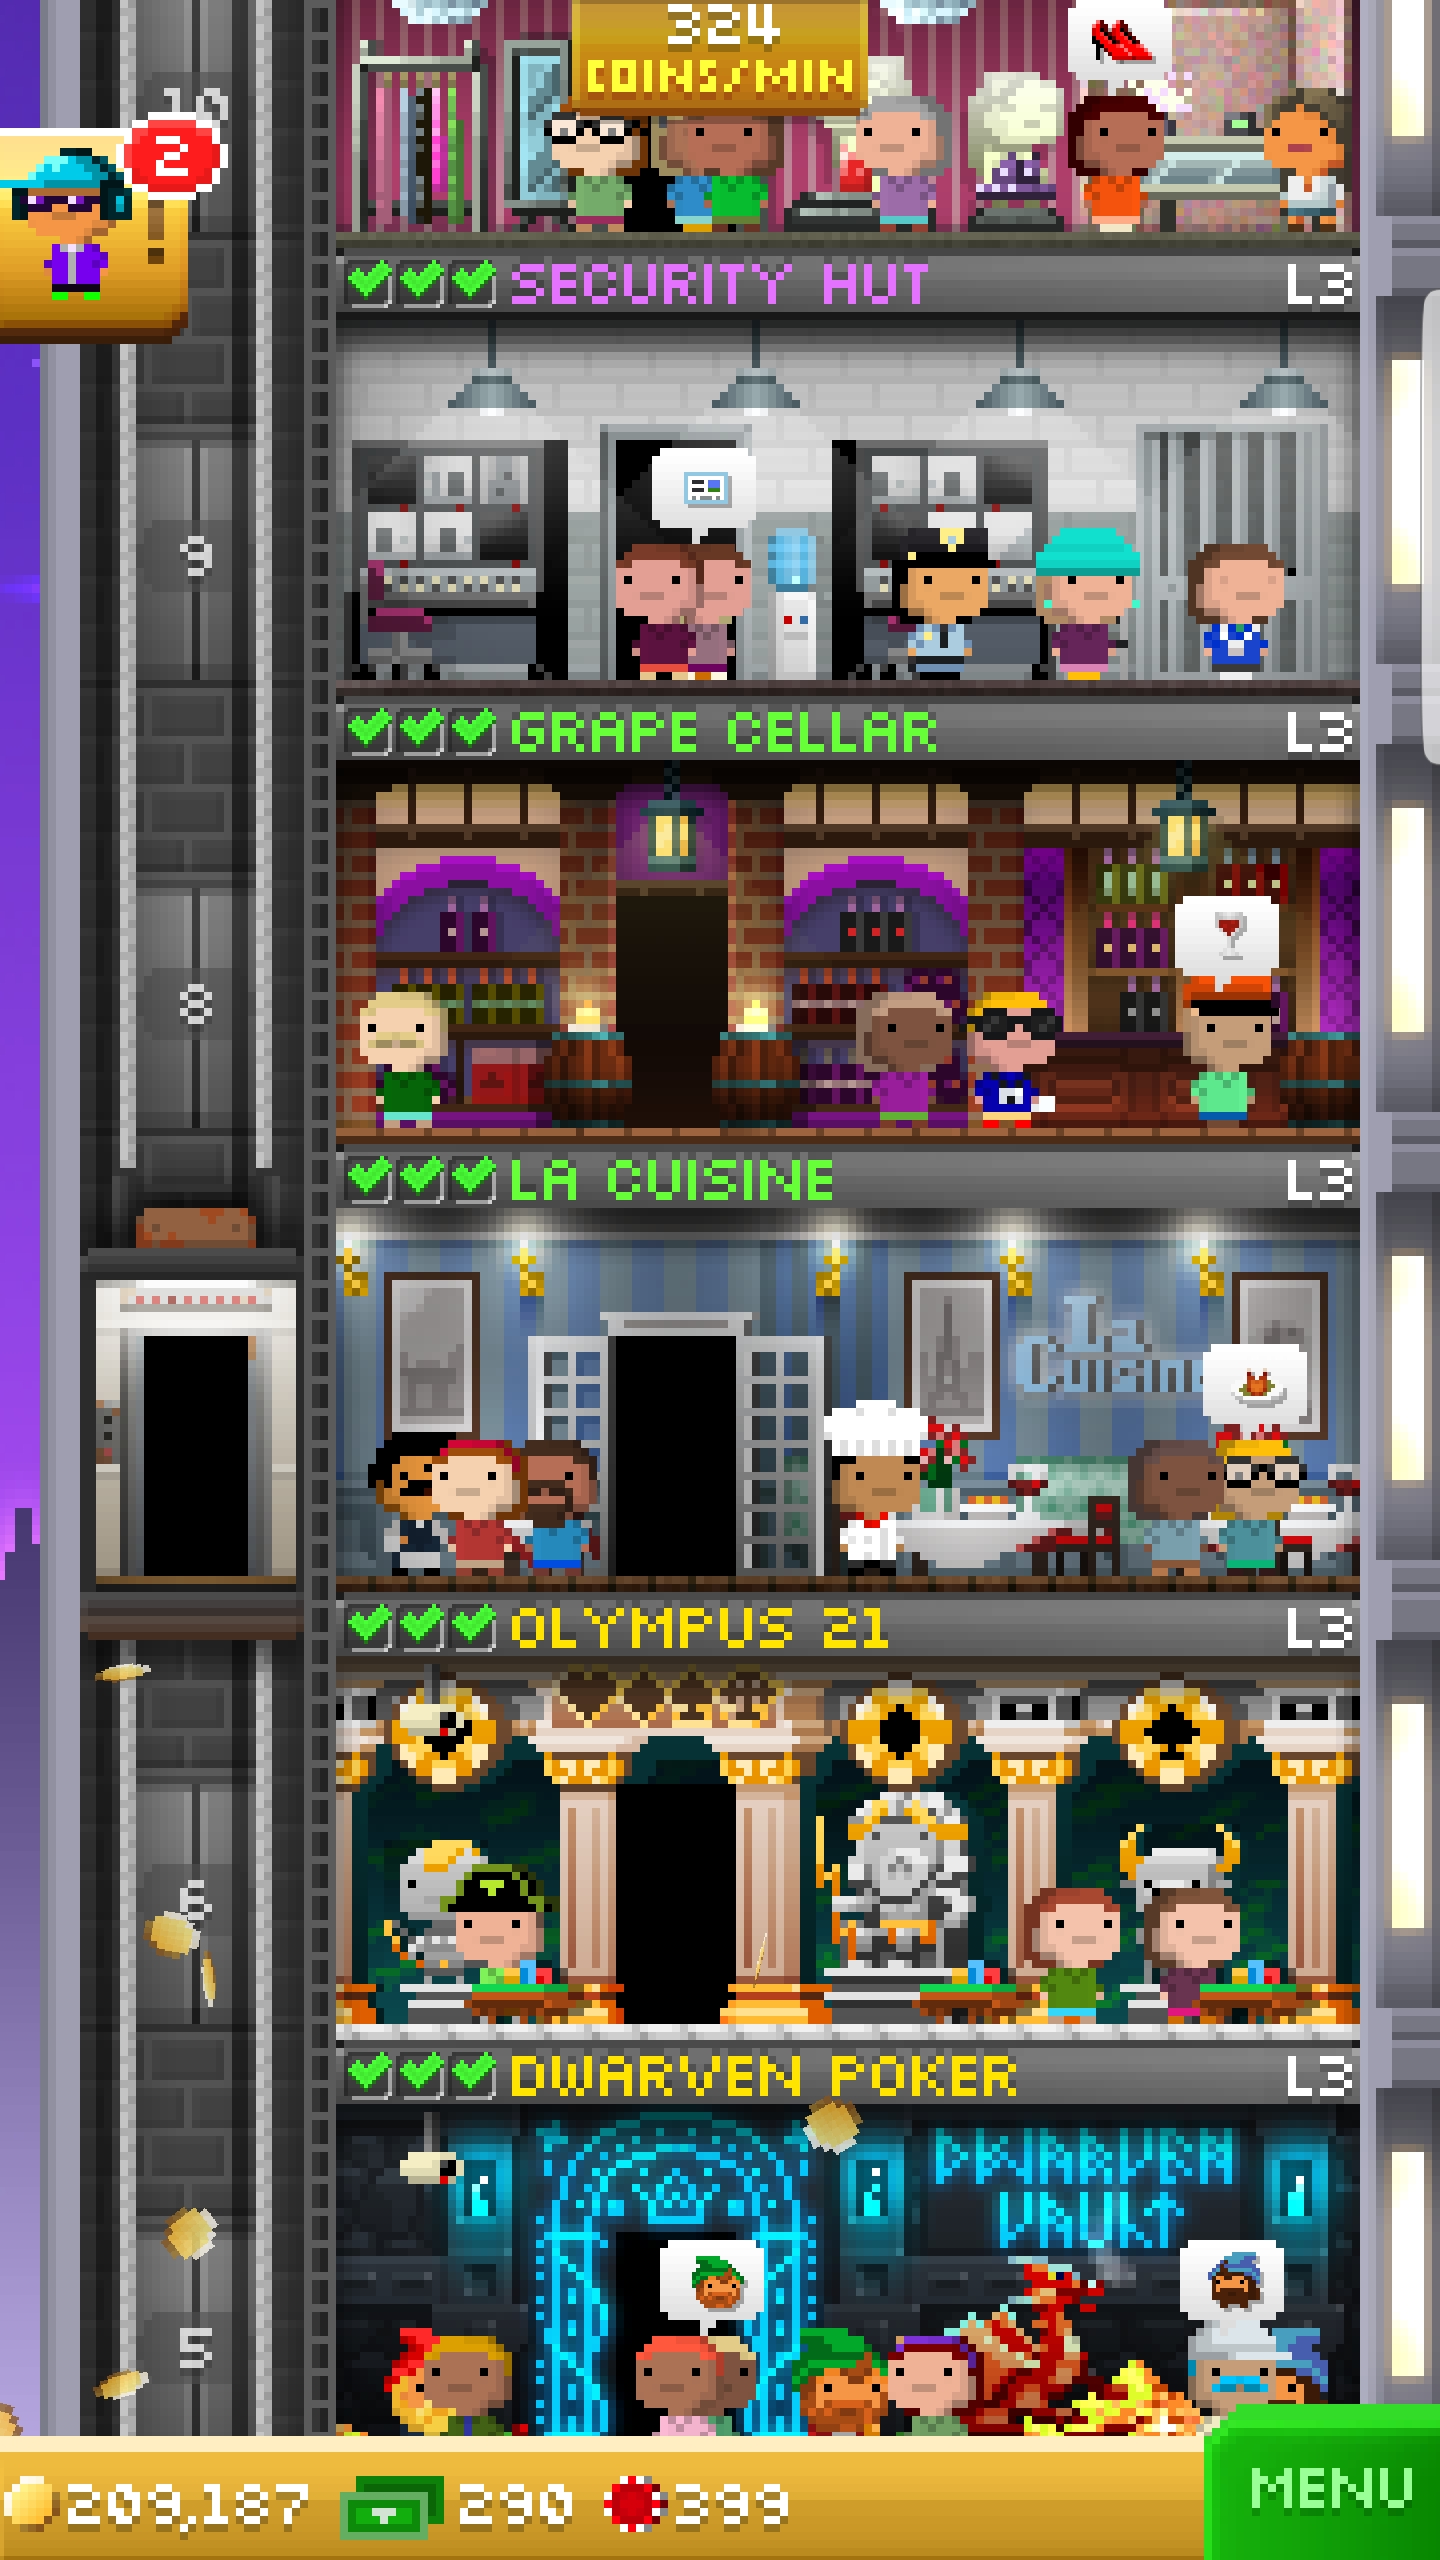 324
COINS/MIN
10
2
!
SECURITY HUT L3
9
GRAPE CELLAR L3
8
LA CUISINE L3
La
Cuisine
OLYMPUS 21 L3
6
DWARVEN POKER L3
DWARVEN
VAULT
5
209,187 290 399
MENU